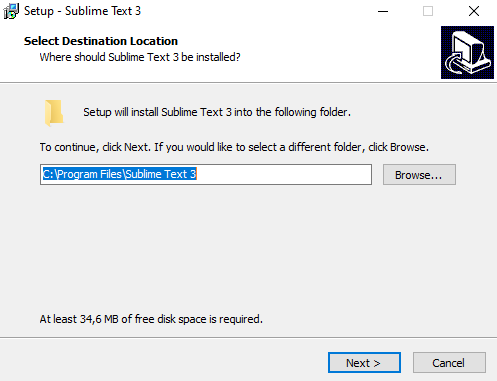 Setup - Sublime Text 3
Select Destination Location
Where should Sublime Text 3 be installed?
Setup will install Sublime Text 3 into the following folder.
To continue, click Next. If you would like to select a different folder, click Browse.
C:\Program Files\Sublime Text 3
Browse...
At least 34,6 MB of free disk space is required.
Next >
Cancel